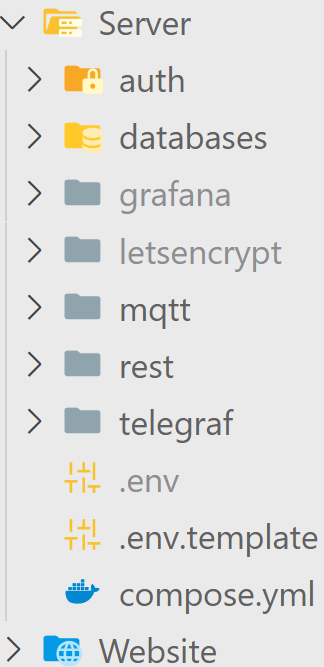 Server
auth
databases
grafana
letsencrypt
mqtt
rest
telegraf
.env
.env.template
compose.yml
Website